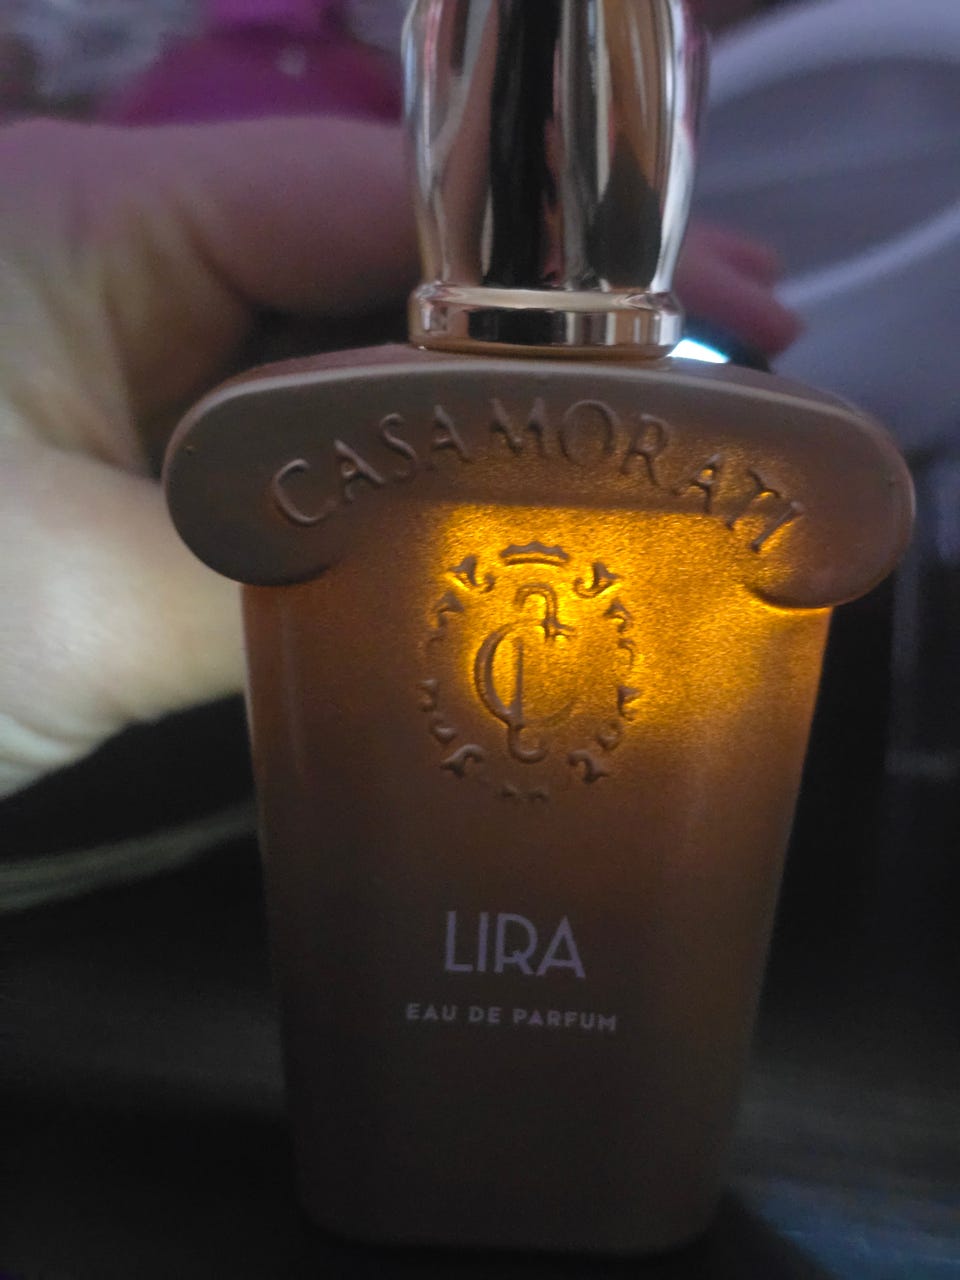 CASAMORATI
C
LIRA
EAU DE PARFUM